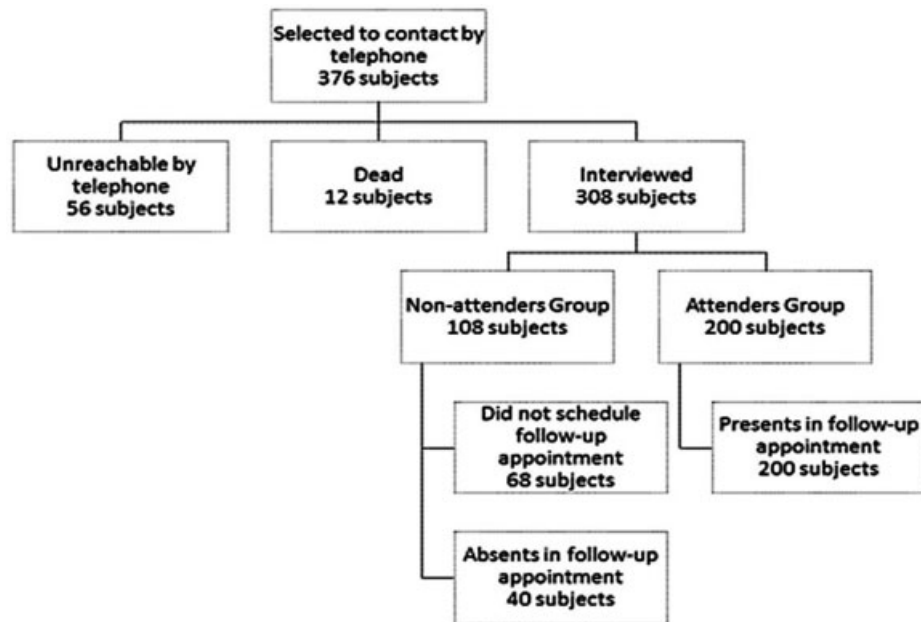 Selected to contact by
telephone
376 subjects
Unreachable by
telephone
56 subjects
Dead
12 subjects
Interviewed
308 subjects
Non-attenders Group
108 subjects
Attenders Group
200 subjects
Did not schedule
follow-up
appointment
68 subjects
Presents in follow-up
appointment
200 subjects
Absents in follow-up
appointment
40 subjects